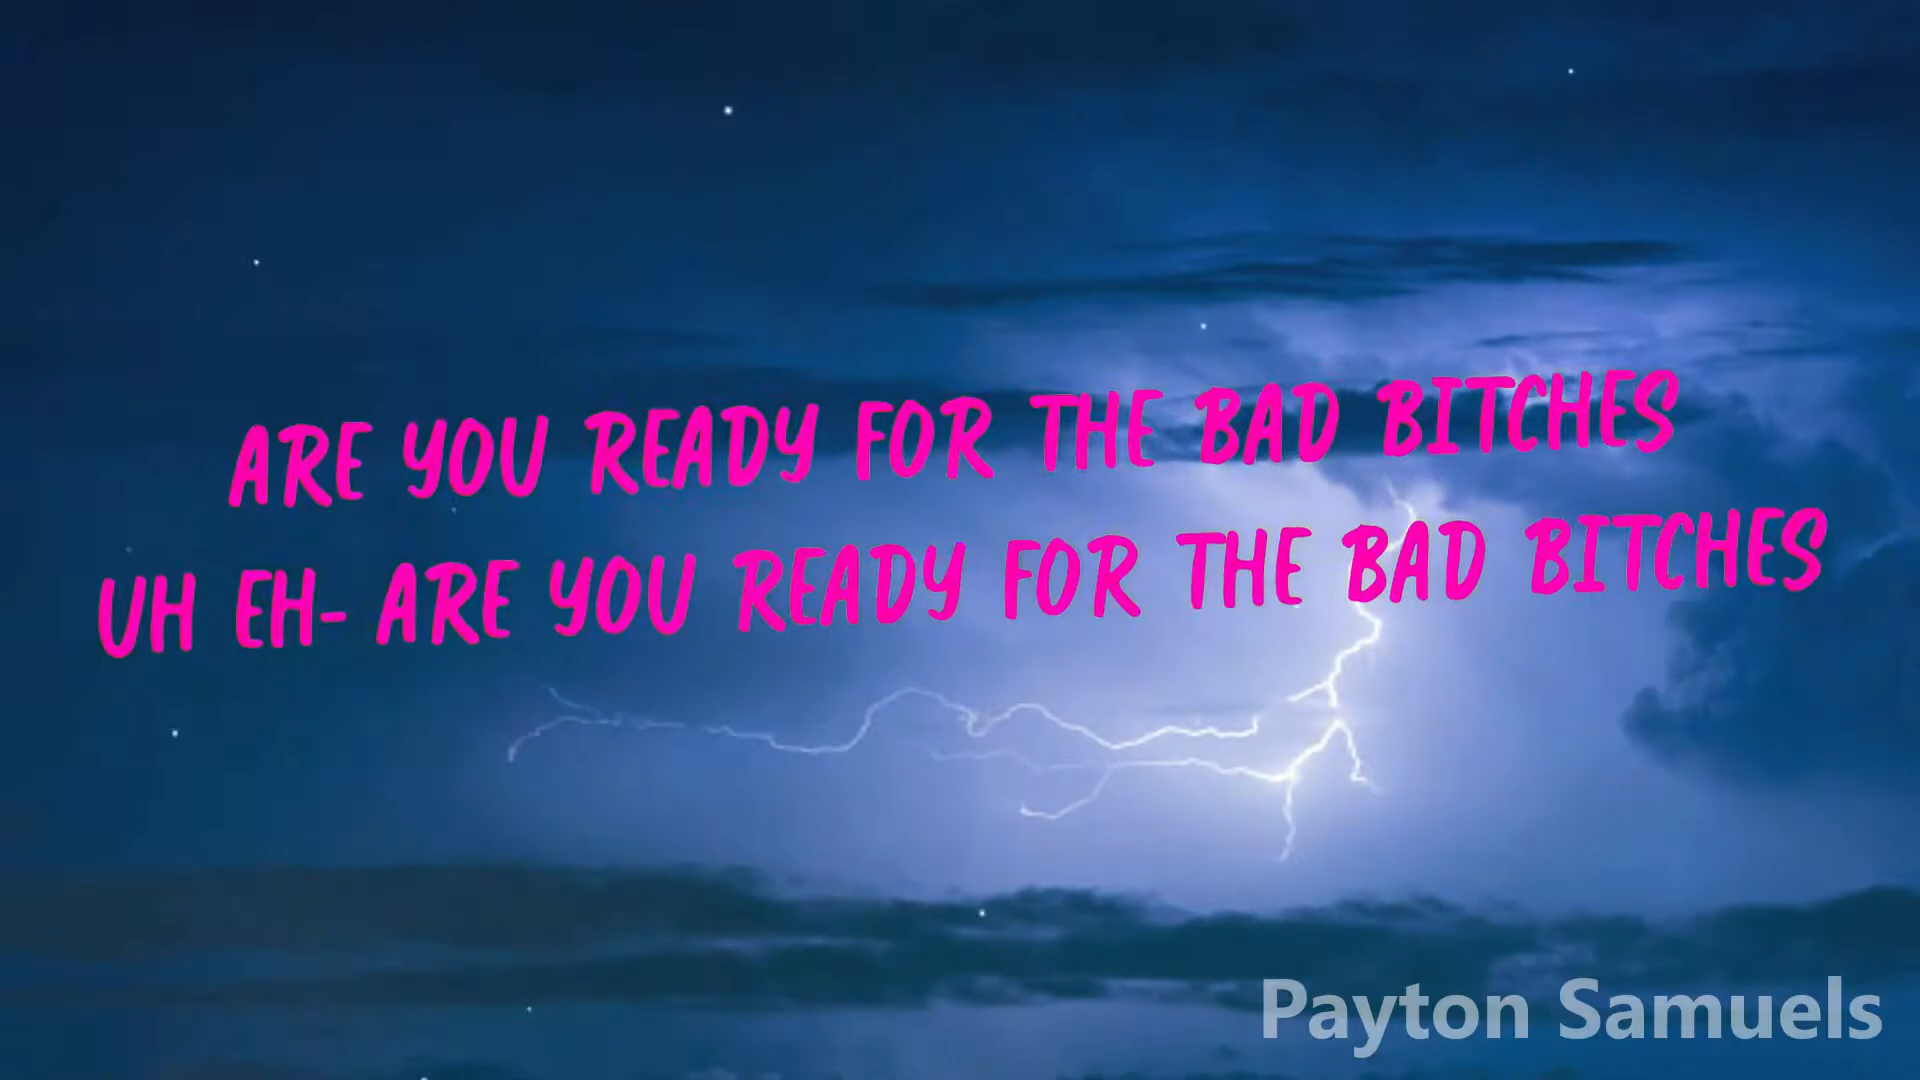 ARE YOU READY FOR THE BAD BITCHES
UH EH- ARE YOU READY FOR THE BAD BITCHES
Payton Samuels